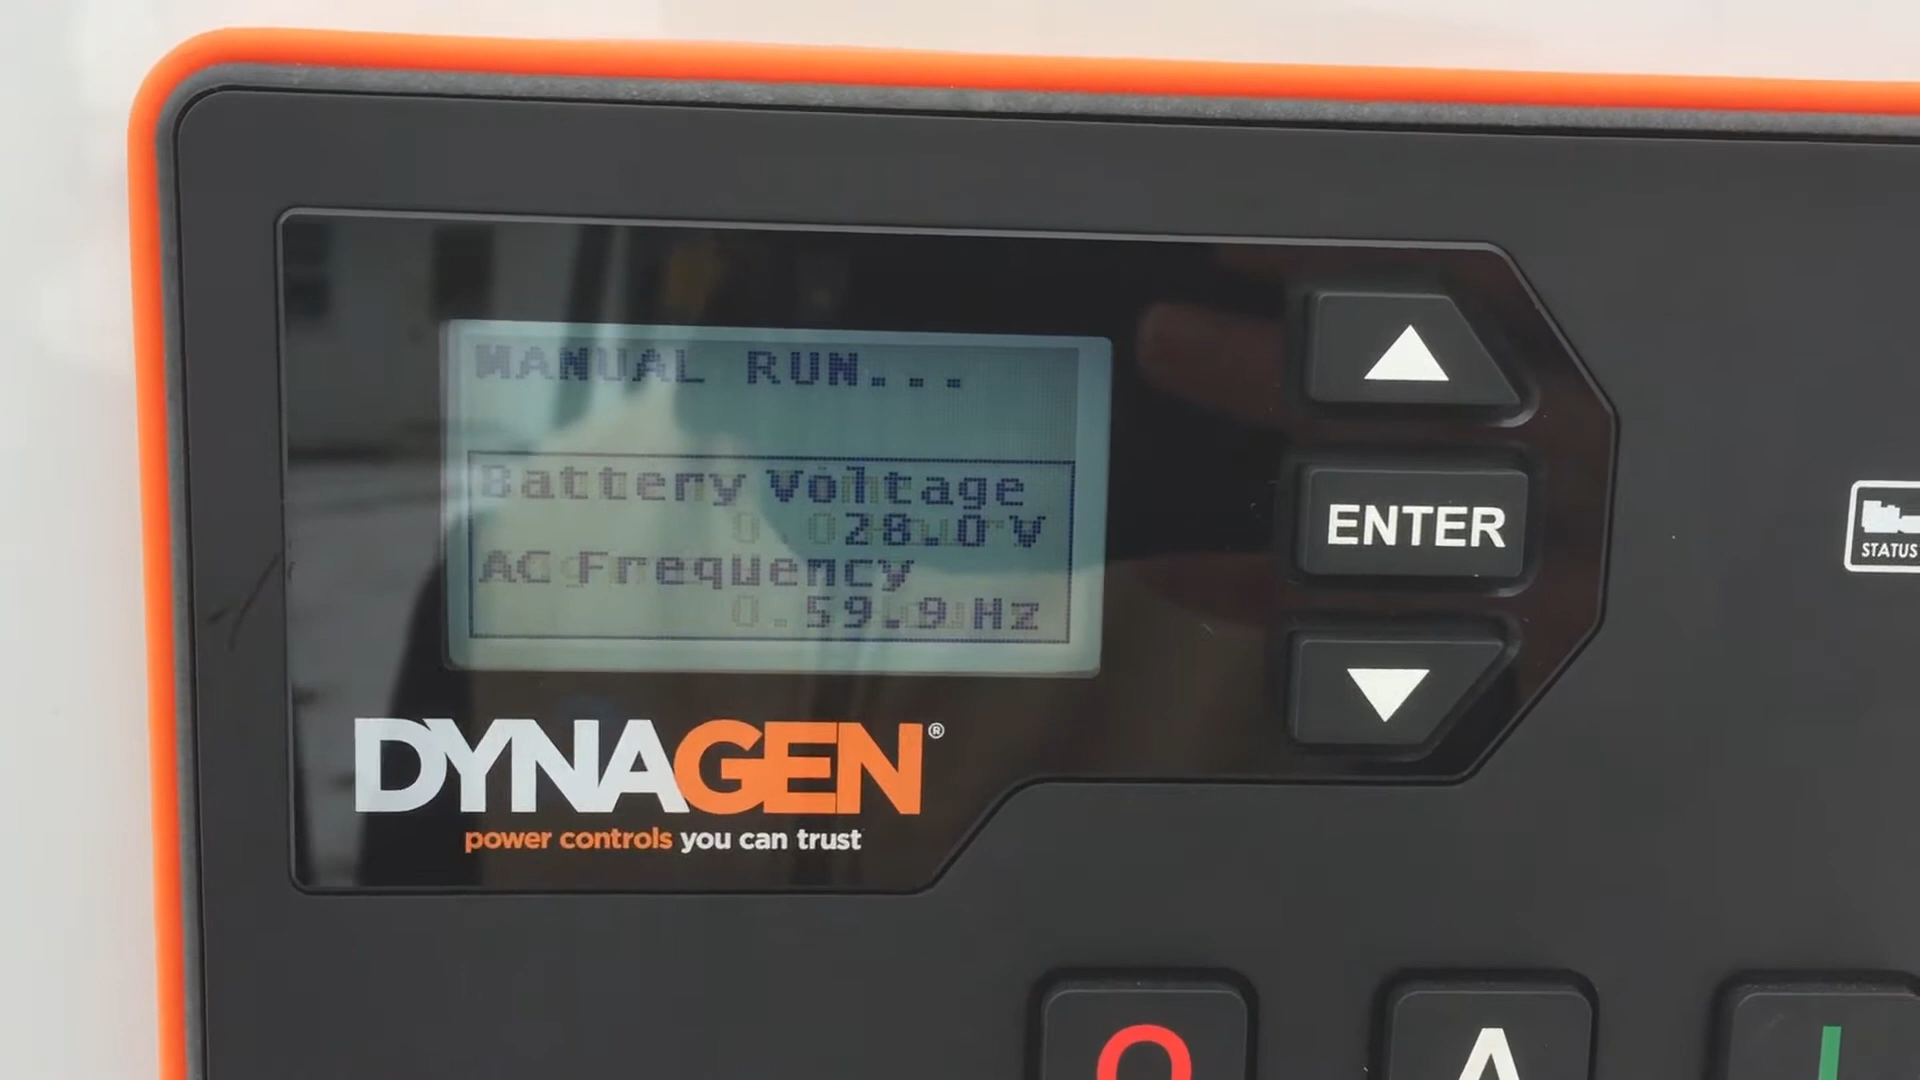 MANUAL RUN...
Battery Voltage
28.0 V
AC Frequency
59.9 Hz
ENTER
STATUS
DYNAGEN®
power controls you can trust